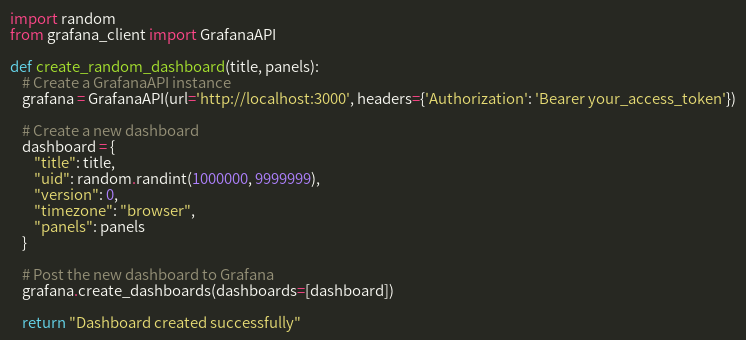 import random
from grafana_client import GrafanaAPI

def create_random_dashboard(title, panels):
    # Create a GrafanaAPI instance
    grafana = GrafanaAPI(url='http://localhost:3000', headers={'Authorization': 'Bearer your_access_token'})

    # Create a new dashboard
    dashboard = {
        "title": title,
        "uid": random.randint(1000000, 9999999),
        "version": 0,
        "timezone": "browser",
        "panels": panels
    }

    # Post the new dashboard to Grafana
    grafana.create_dashboards(dashboards=[dashboard])

    return "Dashboard created successfully"